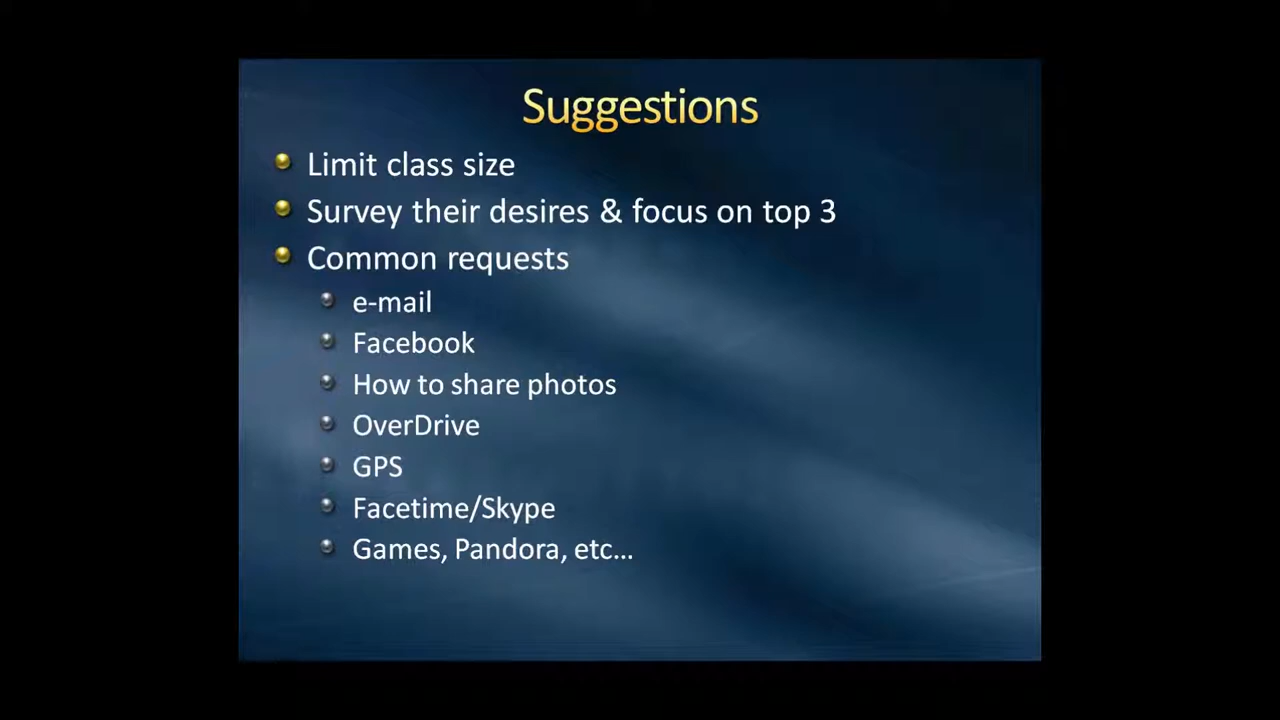 Suggestions
Limit class size
Survey their desires & focus on top 3
Common requests
e-mail
Facebook
How to share photos
OverDrive
GPS
Facetime/Skype
Games, Pandora, etc...